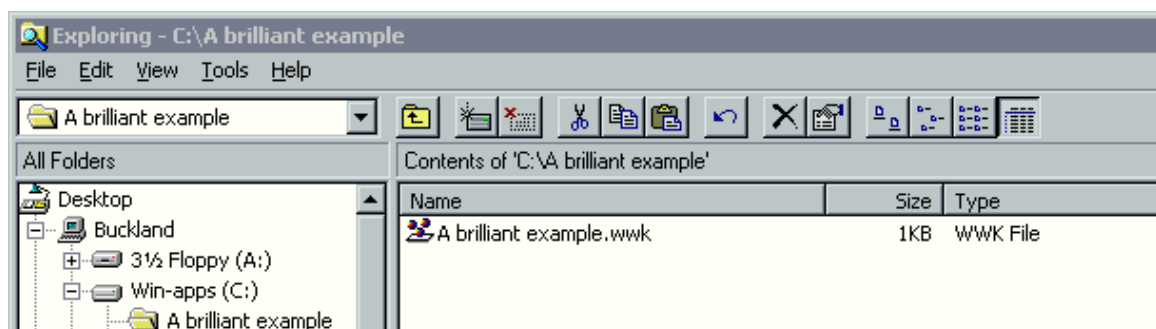 Exploring - C:\A brilliant example
File Edit View Tools Help
A brilliant example
All Folders
Contents of 'C:\A brilliant example'
Desktop
Buckland
3½ Floppy (A:)
Win-apps (C:)
A brilliant example
Name Size Type
A brilliant example.wwk 1KB WWK File